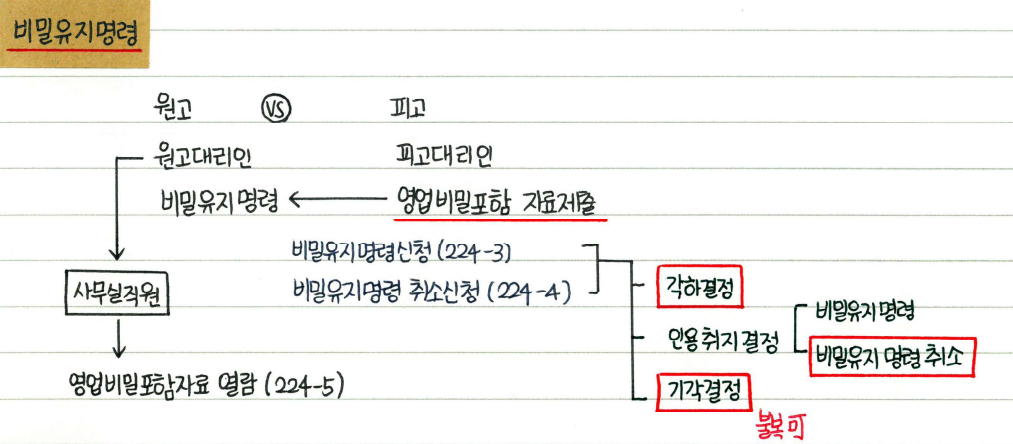 비밀유지명령
원고 VS 피고
원고대리인 피고대리인
비밀유지명령 영업비밀포함 자료제출
비밀유지명령신청 (224-3)
비밀유지명령 취소신청 (224-4)
사무실직원
각하결정
인용취지결정
비밀유지명령
비밀유지 명령 취소
기각결정
불복 可
영업비밀포함자료 열람 (224-5)